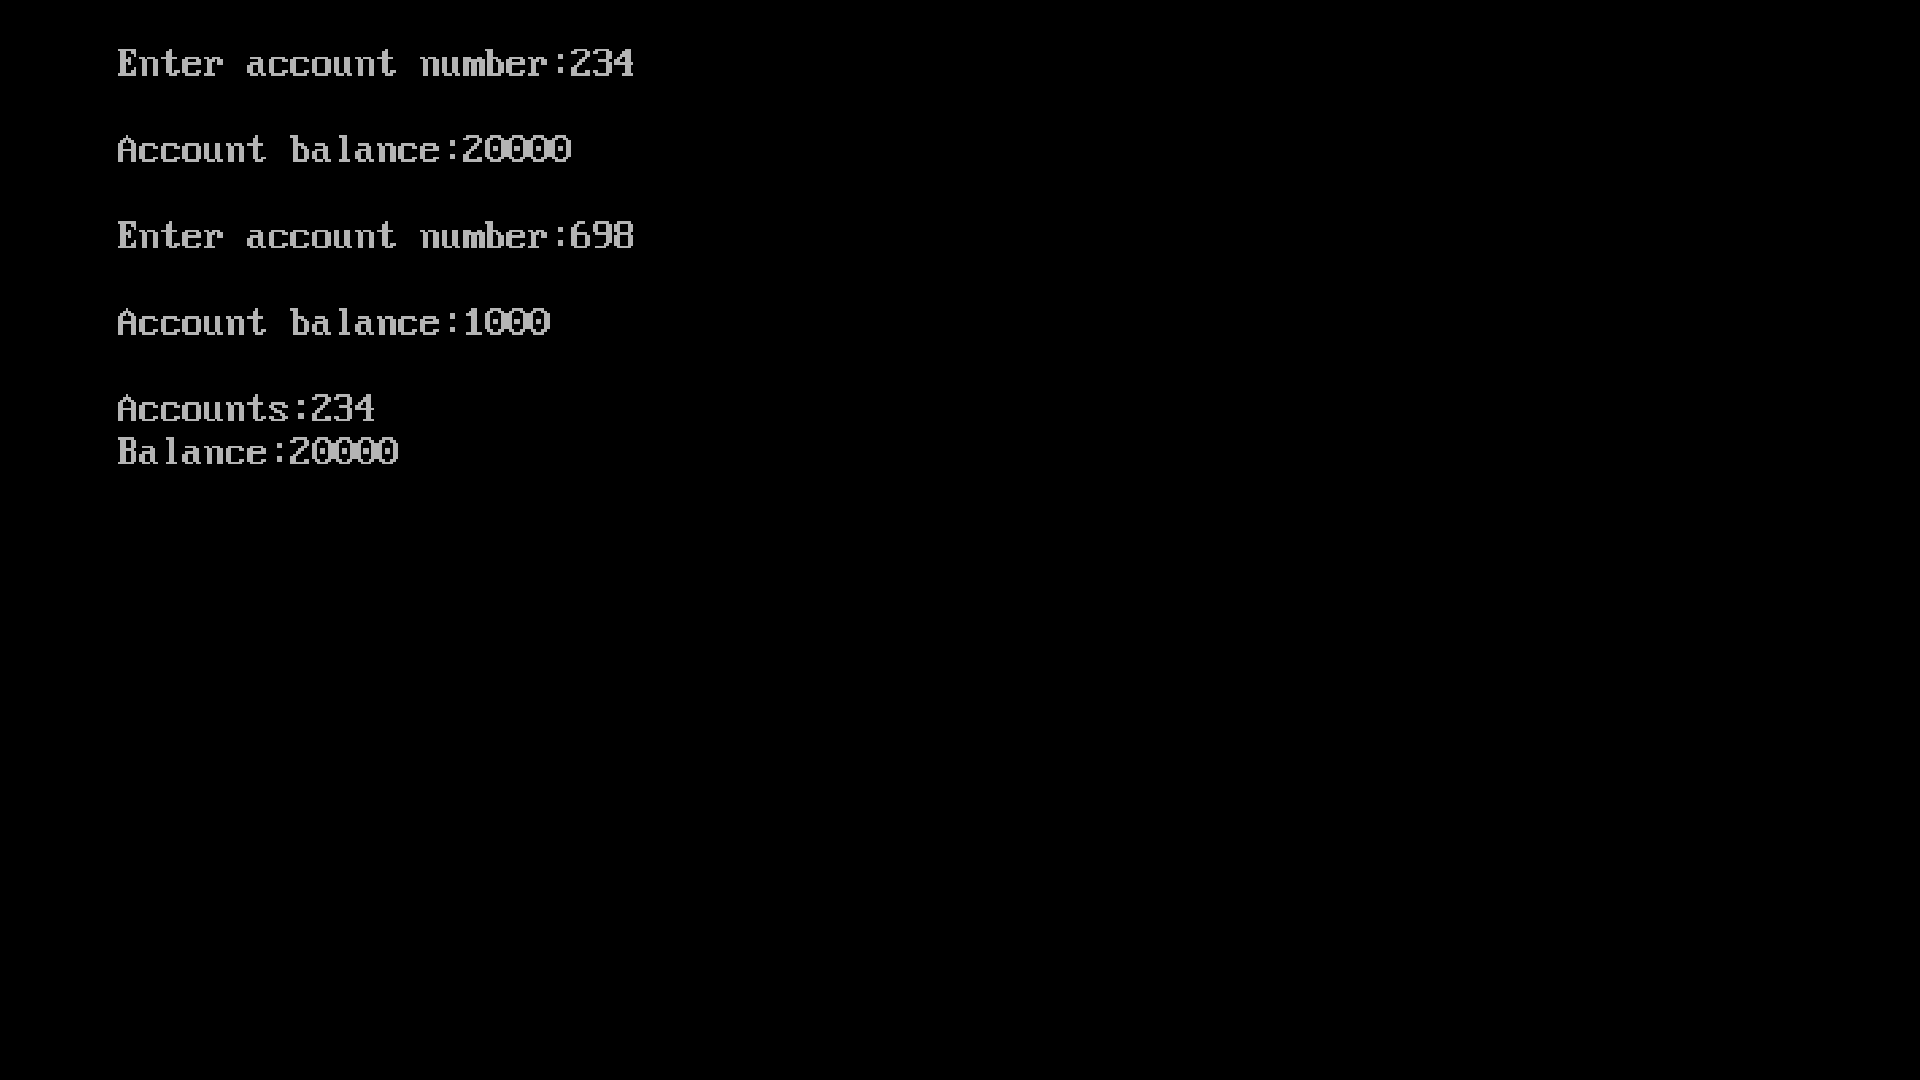 Enter account number:234
Account balance:20000
Enter account number:698
Account balance:1000
Accounts:234
Balance:20000